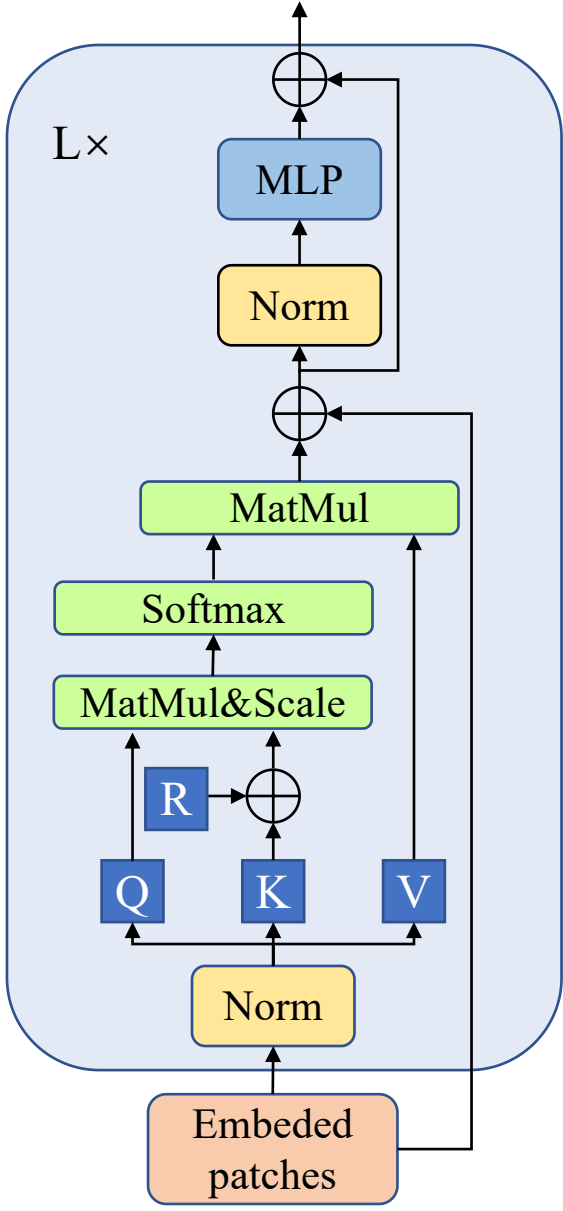 L×
MLP
Norm
MatMul
Softmax
MatMul&Scale
R
Q
K
V
Norm
Embeded
patches